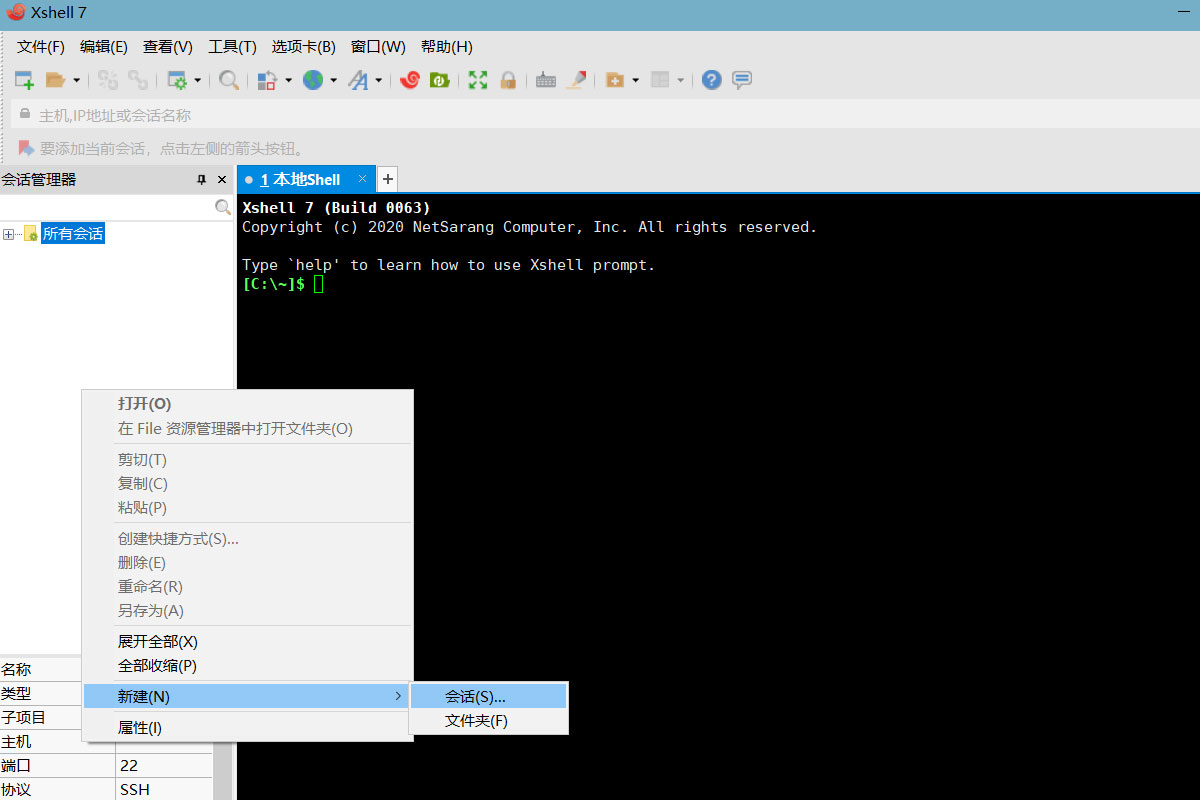 Xshell 7
文件(F) 编辑(E) 查看(V) 工具(T) 选项卡(B) 窗口(W) 帮助(H)
主机,IP地址或会话名称
要添加当前会话，点击左侧的箭头按钮。
会话管理器
1 本地Shell
所有会话
Xshell 7 (Build 0063)
Copyright (c) 2020 NetSarang Computer, Inc. All rights reserved.
Type `help' to learn how to use Xshell prompt.
[C:\~]$
打开(O)
在 File 资源管理器中打开文件夹(O)
剪切(T)
复制(C)
粘贴(P)
创建快捷方式(S)...
删除(E)
重命名(R)
另存为(A)
展开全部(X)
全部收缩(P)
新建(N)
属性(I)
会话(S)...
文件夹(F)
名称
类型
子项目
主机
端口 22
协议 SSH